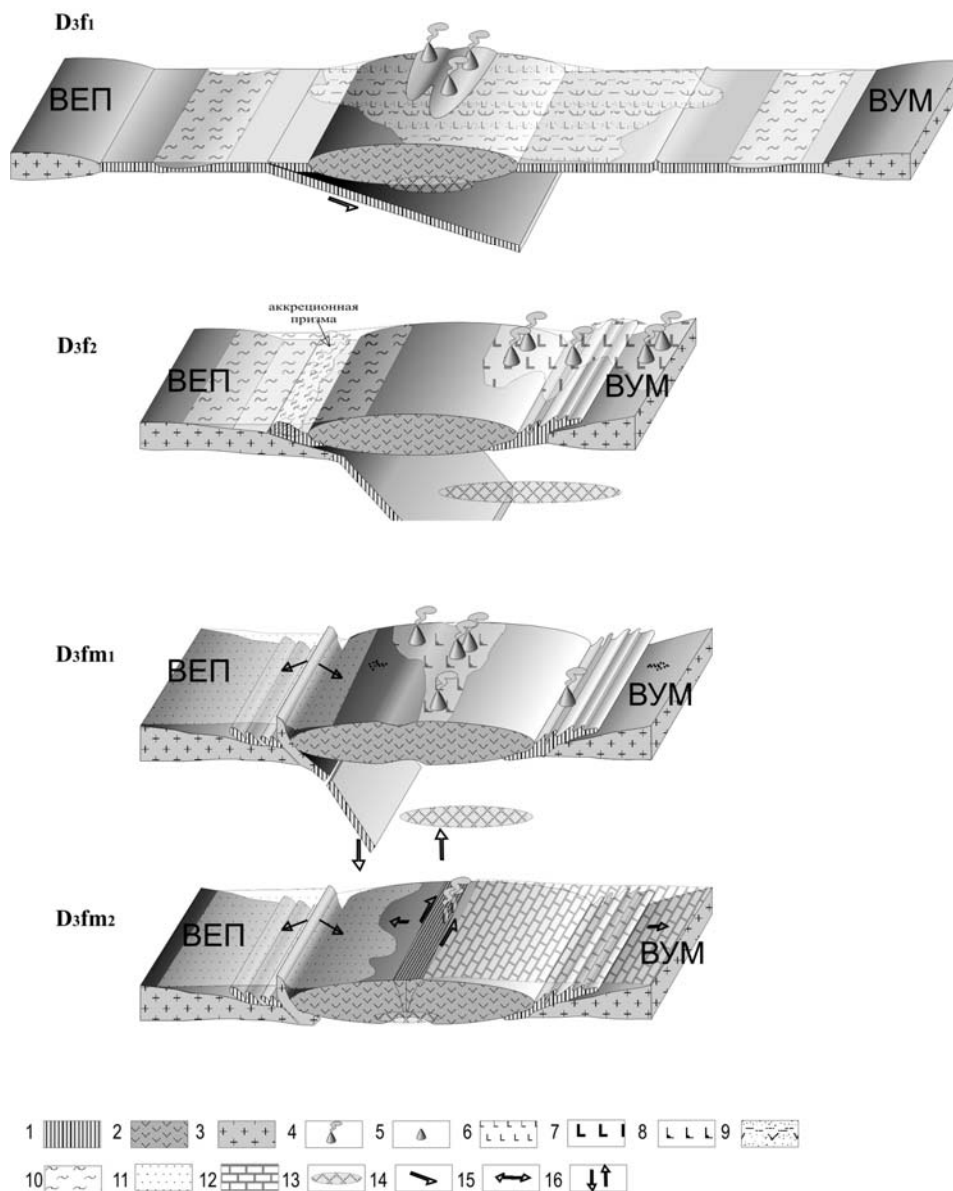 D3f1
ВЕП
ВУМ
аккреционная
призма
D3f2
ВЕП
ВУМ
D3fm1
ВЕП
ВУМ
D3fm2
ВЕП
ВУМ
1 2 3 4 5 6 7 8 9
10 11 12 13 14 15 16